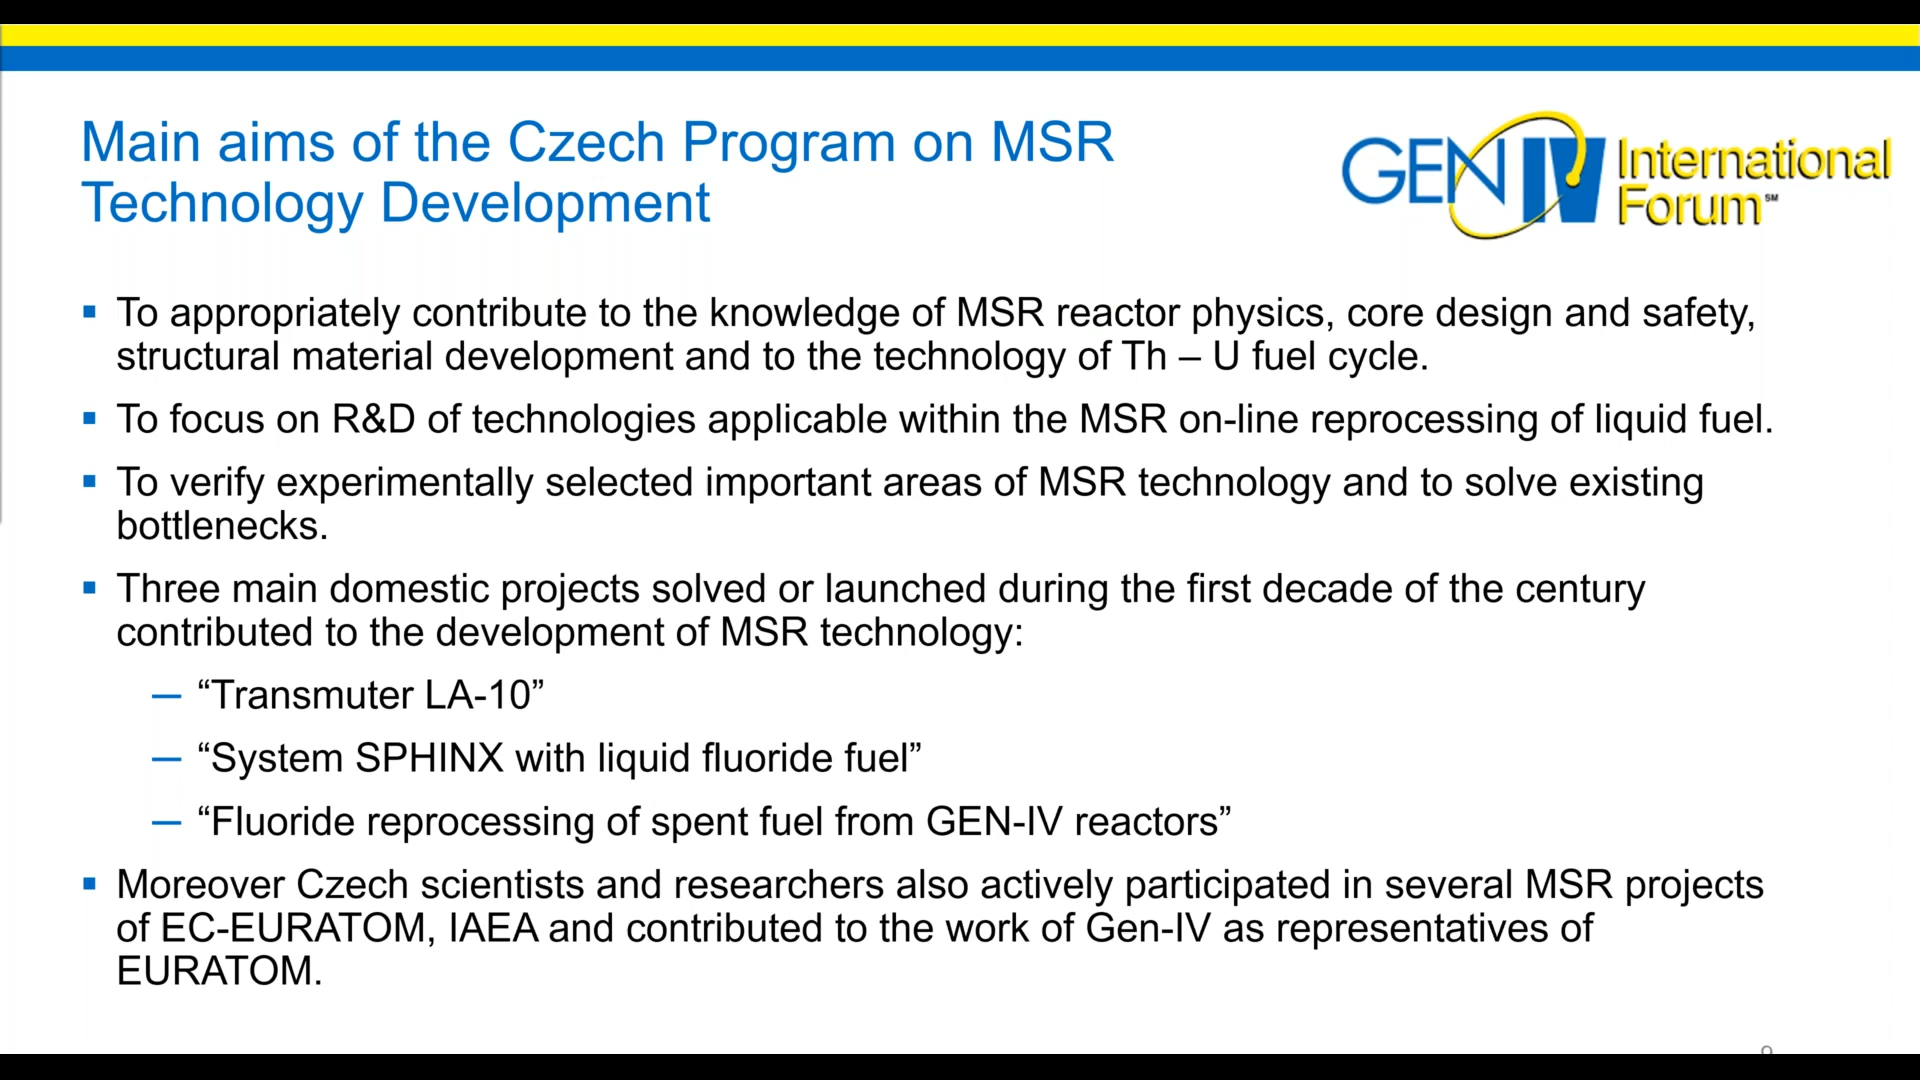 Main aims of the Czech Program on MSR
Technology Development
GEN IV International
Forum SM
▪ To appropriately contribute to the knowledge of MSR reactor physics, core design and safety,
structural material development and to the technology of Th – U fuel cycle.
▪ To focus on R&D of technologies applicable within the MSR on-line reprocessing of liquid fuel.
▪ To verify experimentally selected important areas of MSR technology and to solve existing
bottlenecks.
▪ Three main domestic projects solved or launched during the first decade of the century
contributed to the development of MSR technology:
— “Transmuter LA-10”
— “System SPHINX with liquid fluoride fuel”
— “Fluoride reprocessing of spent fuel from GEN-IV reactors”
▪ Moreover Czech scientists and researchers also actively participated in several MSR projects
of EC-EURATOM, IAEA and contributed to the work of Gen-IV as representatives of
EURATOM.